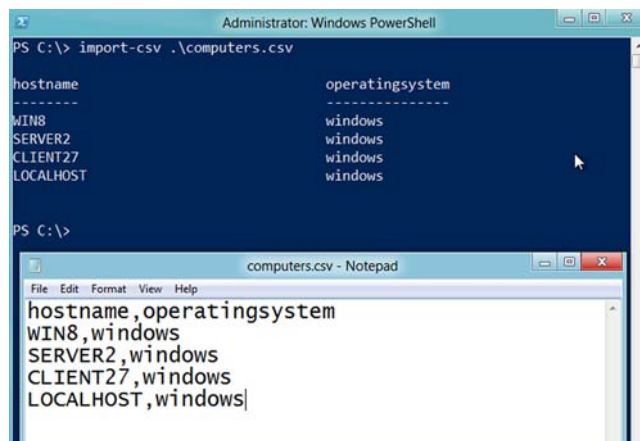 Administrator: Windows PowerShell
PS C:\> import-csv .\computers.csv
hostname operatingsystem
-------- ---------------
WIN8 windows
SERVER2 windows
CLIENT27 windows
LOCALHOST windows
PS C:\>
computers.csv - Notepad
File Edit Format View Help
hostname,operatingsystem
WIN8,windows
SERVER2,windows
CLIENT27,windows
LOCALHOST,windows